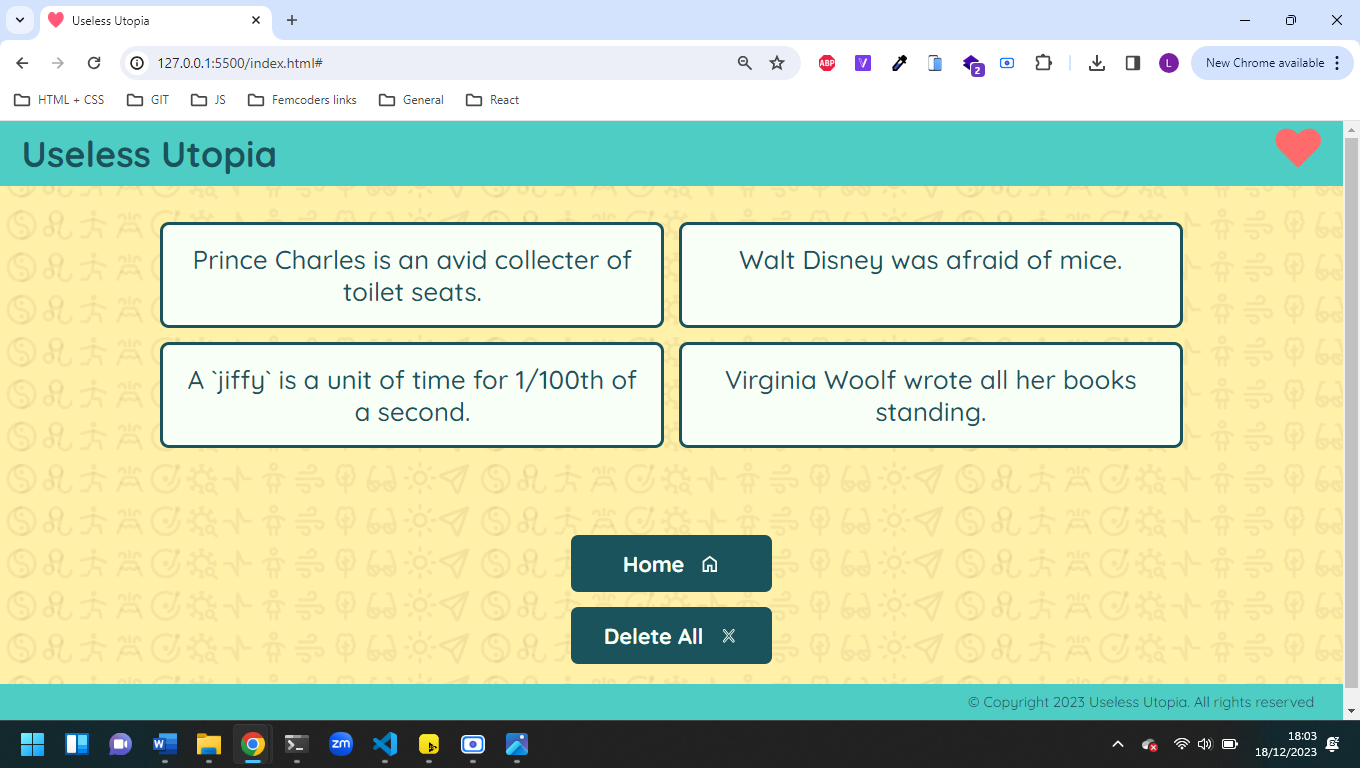 Useless Utopia
127.0.0.1:5500/index.html#
ABP
V
2
L
New Chrome available
HTML + CSS
GIT
JS
Femcoders links
General
React
Useless Utopia
Prince Charles is an avid collecter of
toilet seats.
Walt Disney was afraid of mice.
A `jiffy` is a unit of time for 1/100th of
a second.
Virginia Woolf wrote all her books
standing.
Home
Delete All
© Copyright 2023 Useless Utopia. All rights reserved
W
zm
18:03
18/12/2023